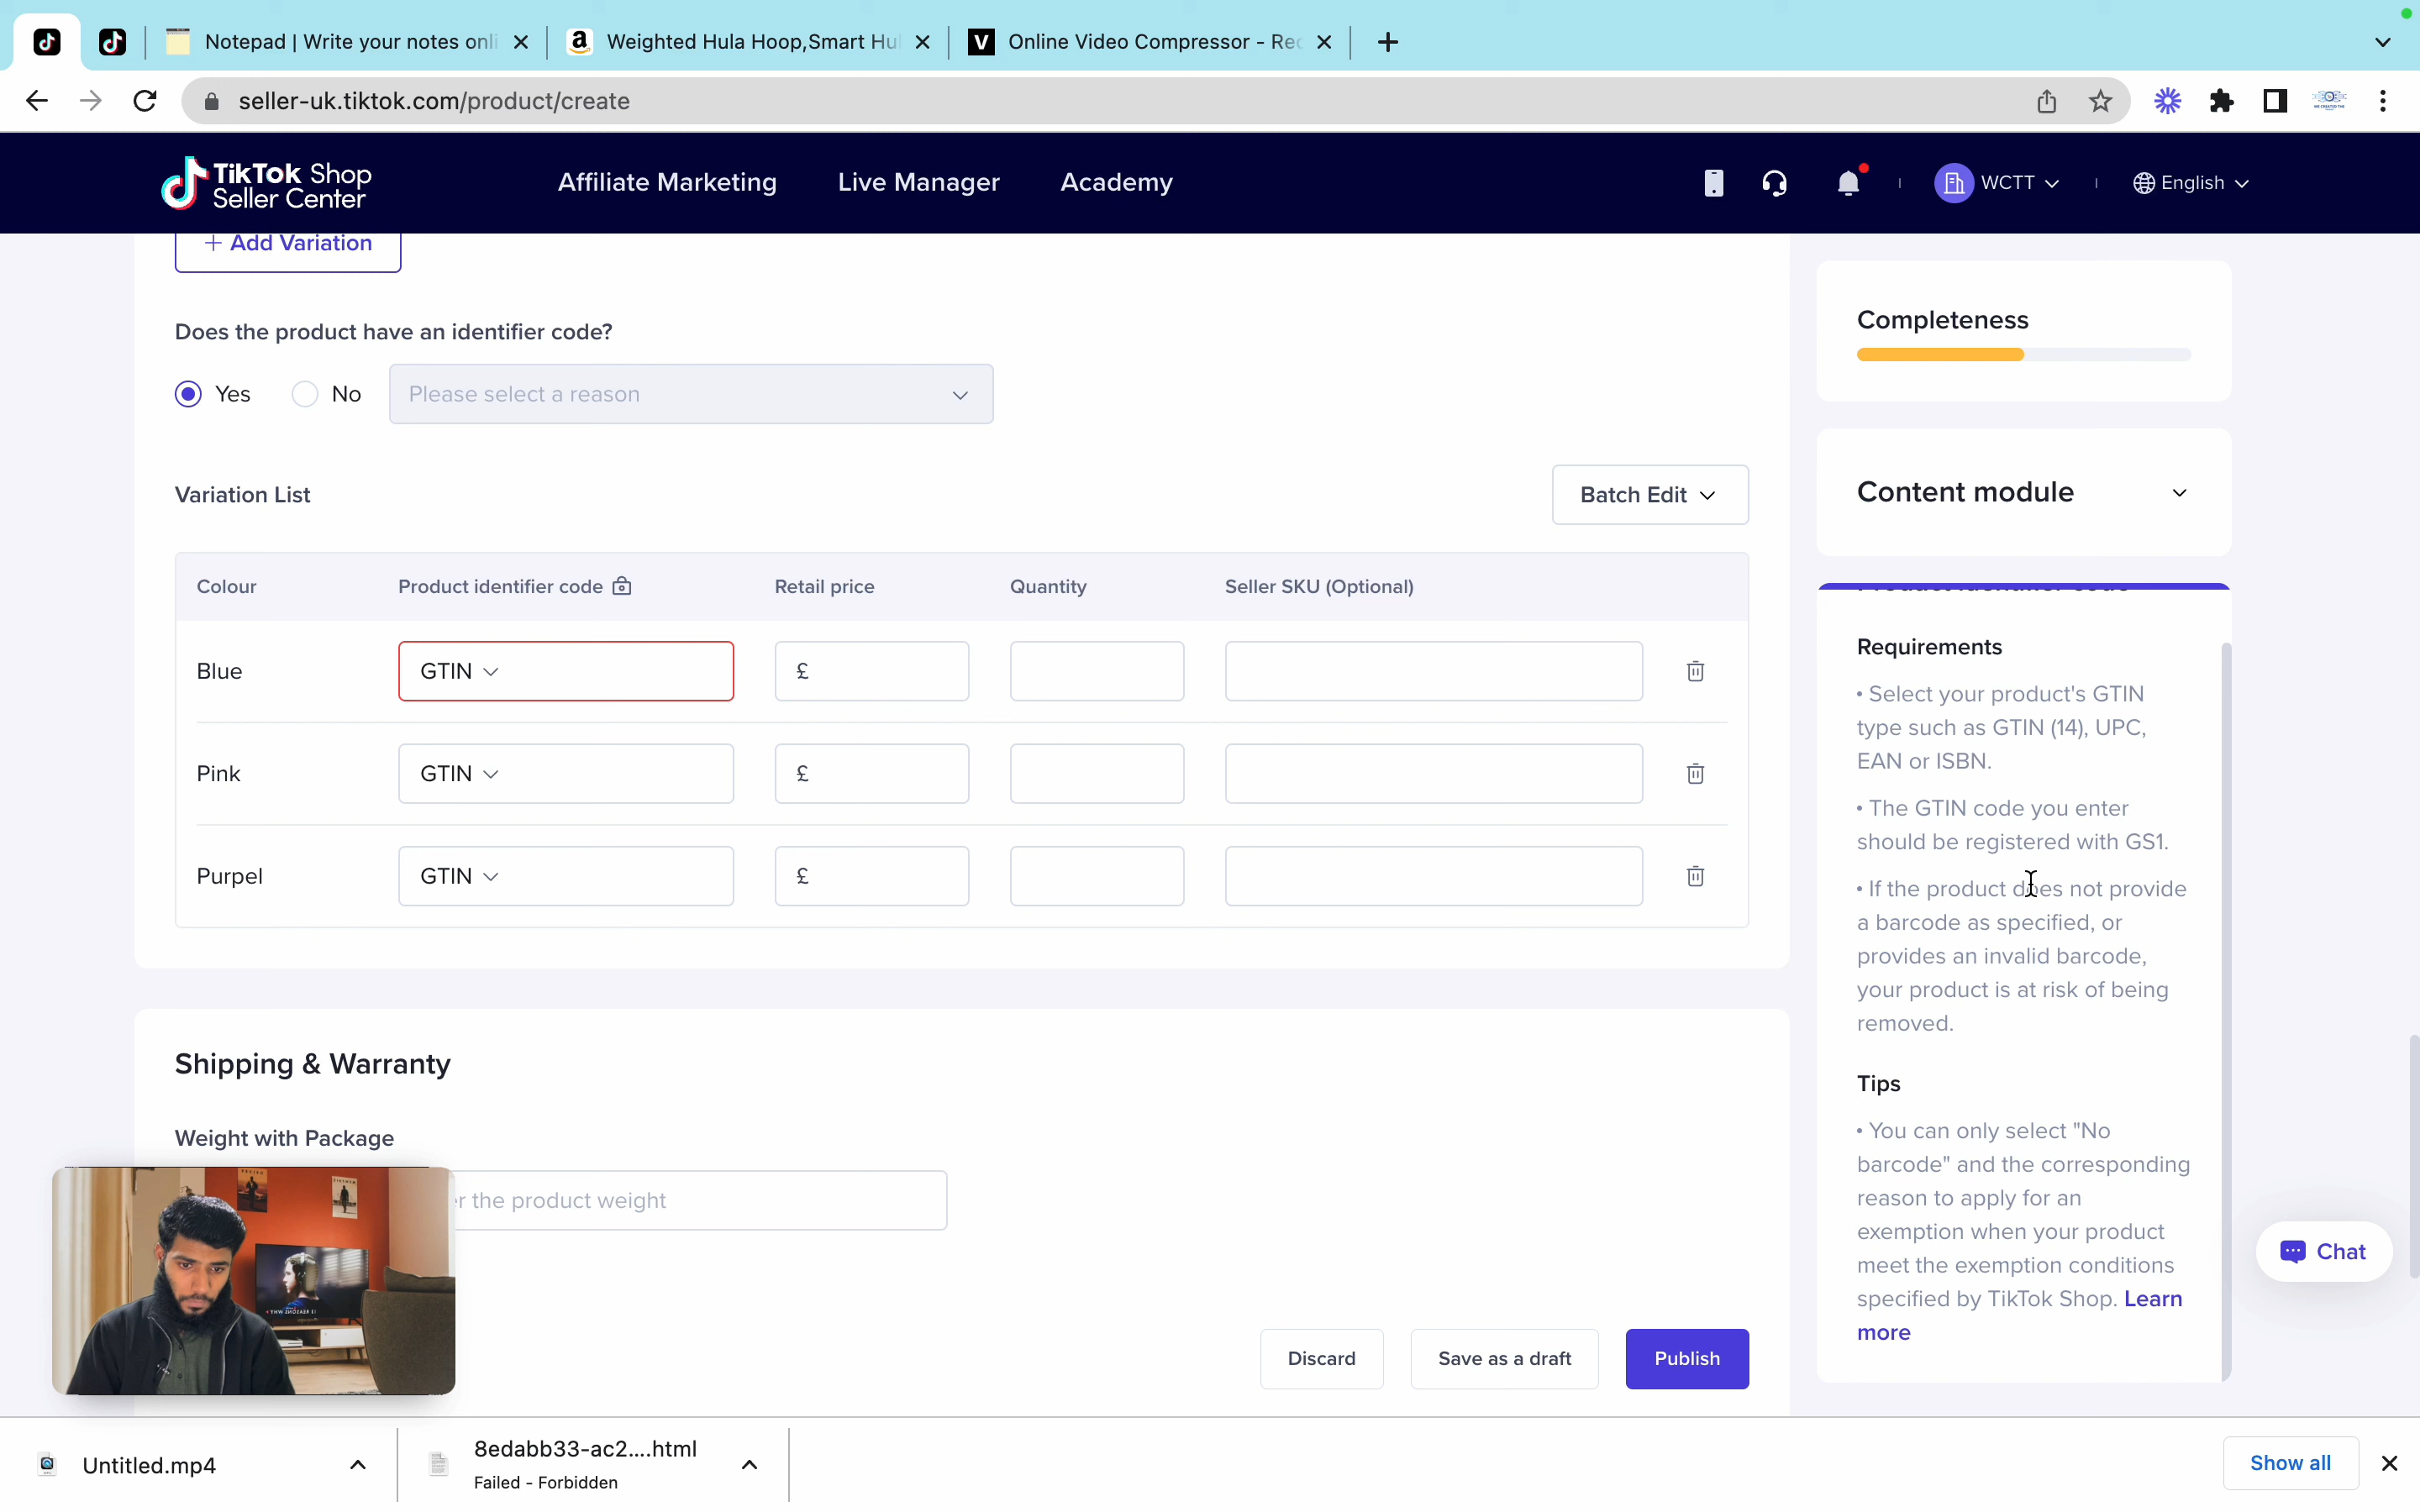 Notepad | Write your notes onli
Weighted Hula Hoop,Smart Hu
Online Video Compressor - Re
seller-uk.tiktok.com/product/create
TikTok Shop
Seller Center
Affiliate Marketing
Live Manager
Academy
WCTT
English
+ Add Variation
Does the product have an identifier code?
Yes
No
Please select a reason
Variation List
Batch Edit
Colour
Product identifier code
Retail price
Quantity
Seller SKU (Optional)
Blue
GTIN
£
Pink
GTIN
£
Purpel
GTIN
£
Shipping & Warranty
Weight with Package
er the product weight
Discard
Save as a draft
Publish
Completeness
Content module
Product identifier code
Requirements
• Select your product's GTIN
type such as GTIN (14), UPC,
EAN or ISBN.
• The GTIN code you enter
should be registered with GS1.
• If the product does not provide
a barcode as specified, or
provides an invalid barcode,
your product is at risk of being
removed.
Tips
• You can only select "No
barcode" and the corresponding
reason to apply for an
exemption when your product
meet the exemption conditions
specified by TikTok Shop. Learn
more
Chat
Untitled.mp4
8edabb33-ac2....html
Failed - Forbidden
Show all